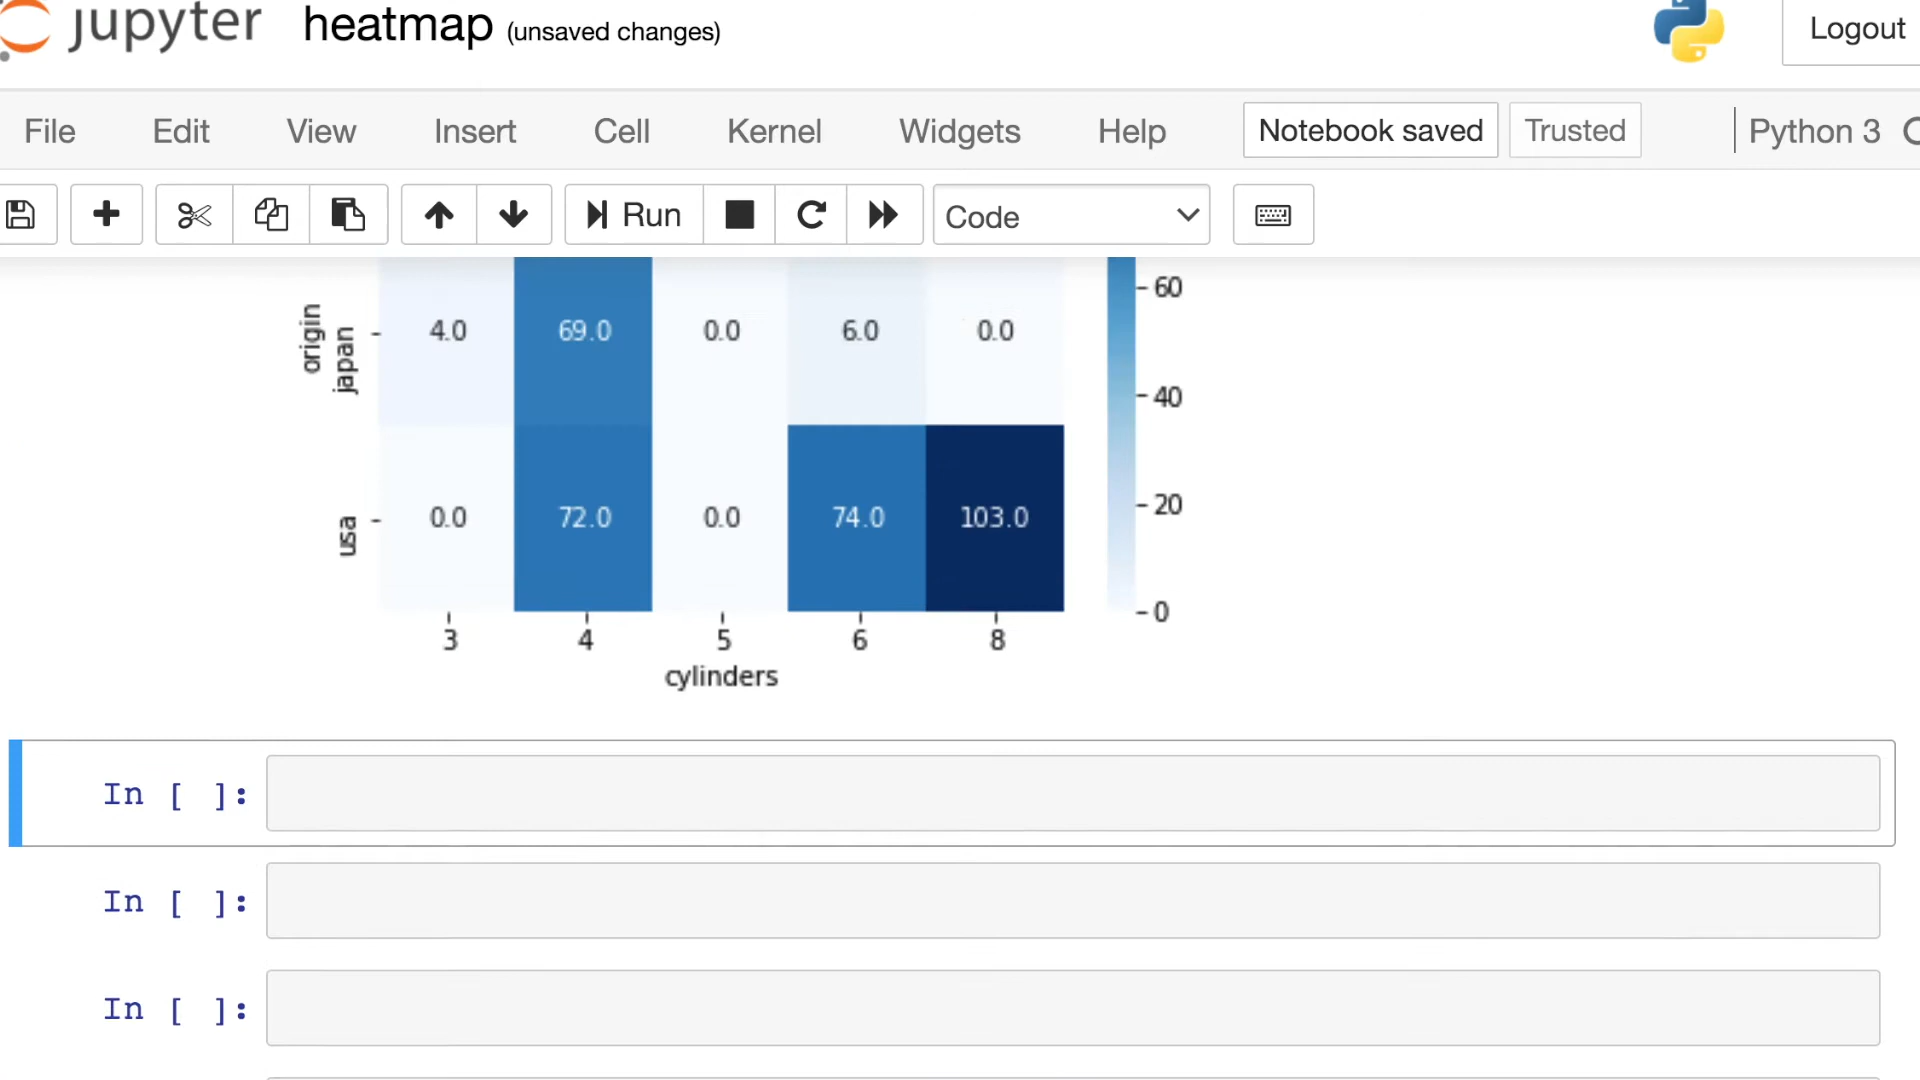 jupyter heatmap (unsaved changes) Logout
File Edit View Insert Cell Kernel Widgets Help Notebook saved Trusted Python 3
Run Code
60
origin japan 4.0 69.0 0.0 6.0 0.0
40
20
usa 0.0 72.0 0.0 74.0 103.0
0
3 4 5 6 8
cylinders
In [ ]:
In [ ]:
In [ ]: